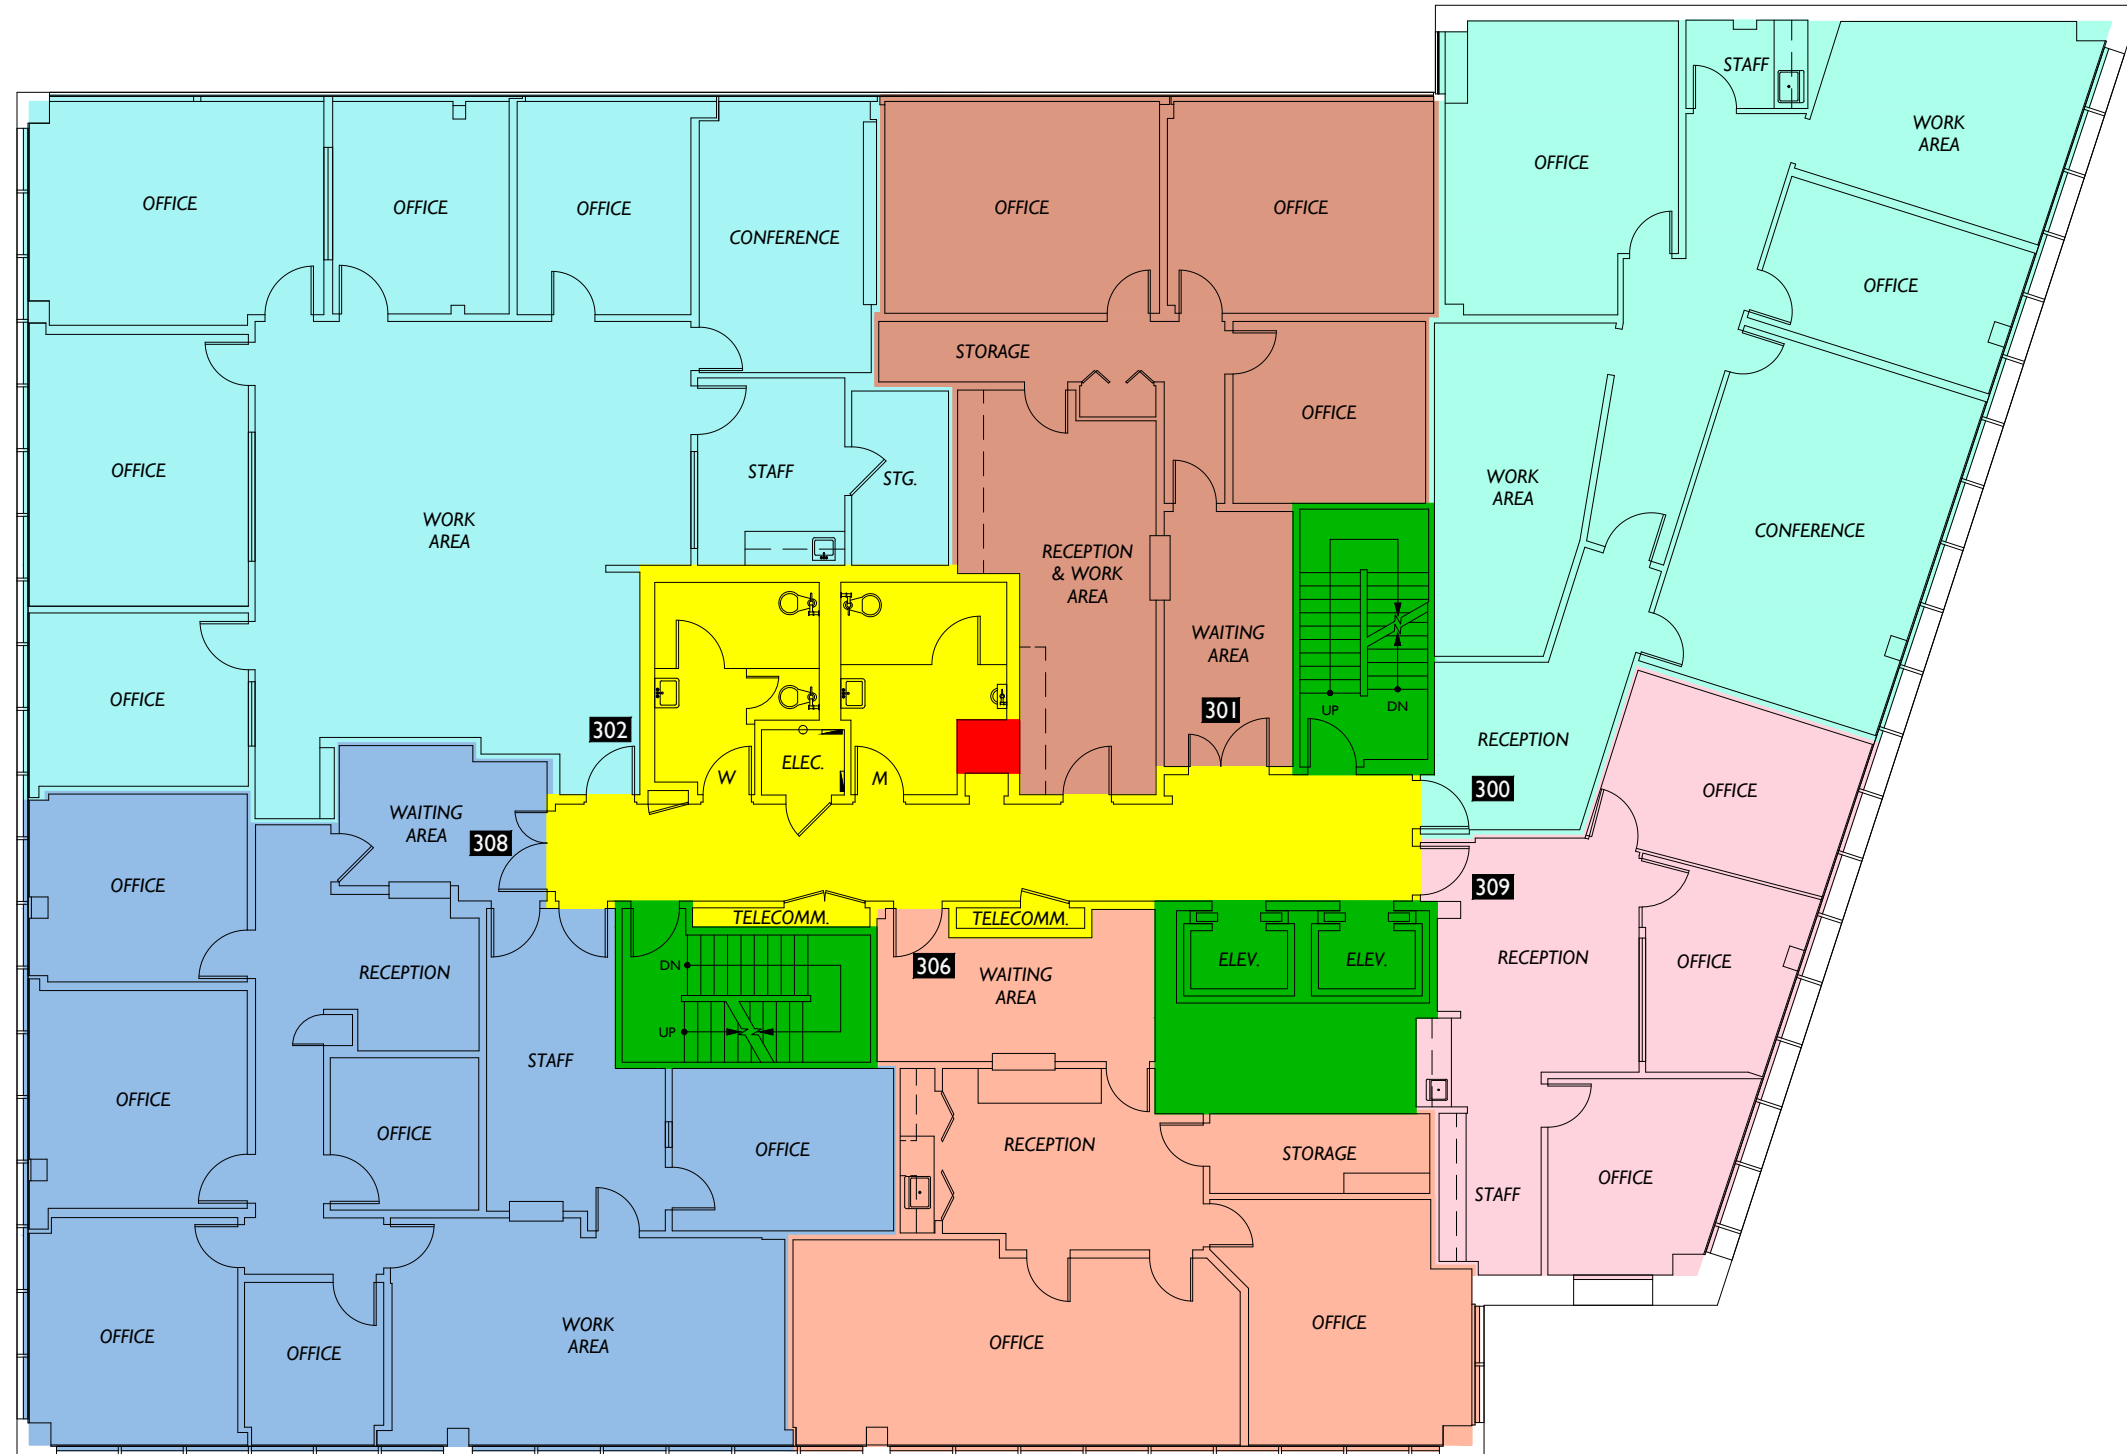 STAFF
WORK
AREA
OFFICE
OFFICE
OFFICE
OFFICE
OFFICE
OFFICE
CONFERENCE
OFFICE
STORAGE
OFFICE
OFFICE
STAFF
STG.
WORK
AREA
WORK
AREA
CONFERENCE
RECEPTION
& WORK
AREA
WAITING
AREA
OFFICE
302
301
UP
DN
RECEPTION
W
ELEC.
M
300
OFFICE
WAITING
AREA
308
OFFICE
309
TELECOMM.
TELECOMM.
RECEPTION
DN
UP
306
WAITING
AREA
ELEV.
ELEV.
RECEPTION
OFFICE
STAFF
OFFICE
OFFICE
OFFICE
RECEPTION
STORAGE
STAFF
OFFICE
OFFICE
OFFICE
WORK
AREA
OFFICE
OFFICE